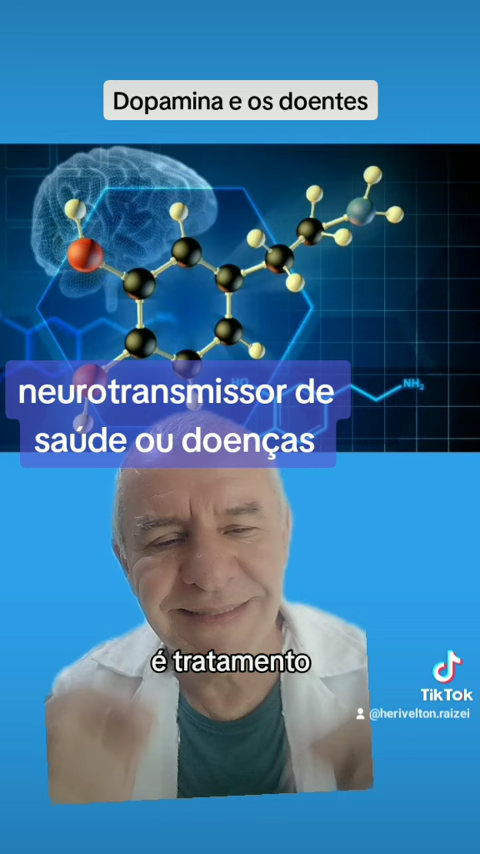 Dopamina e os doentes
neurotransmissor de
saúde ou doenças
NH₂
é tratamento
TikTok
@herivelton.raizei